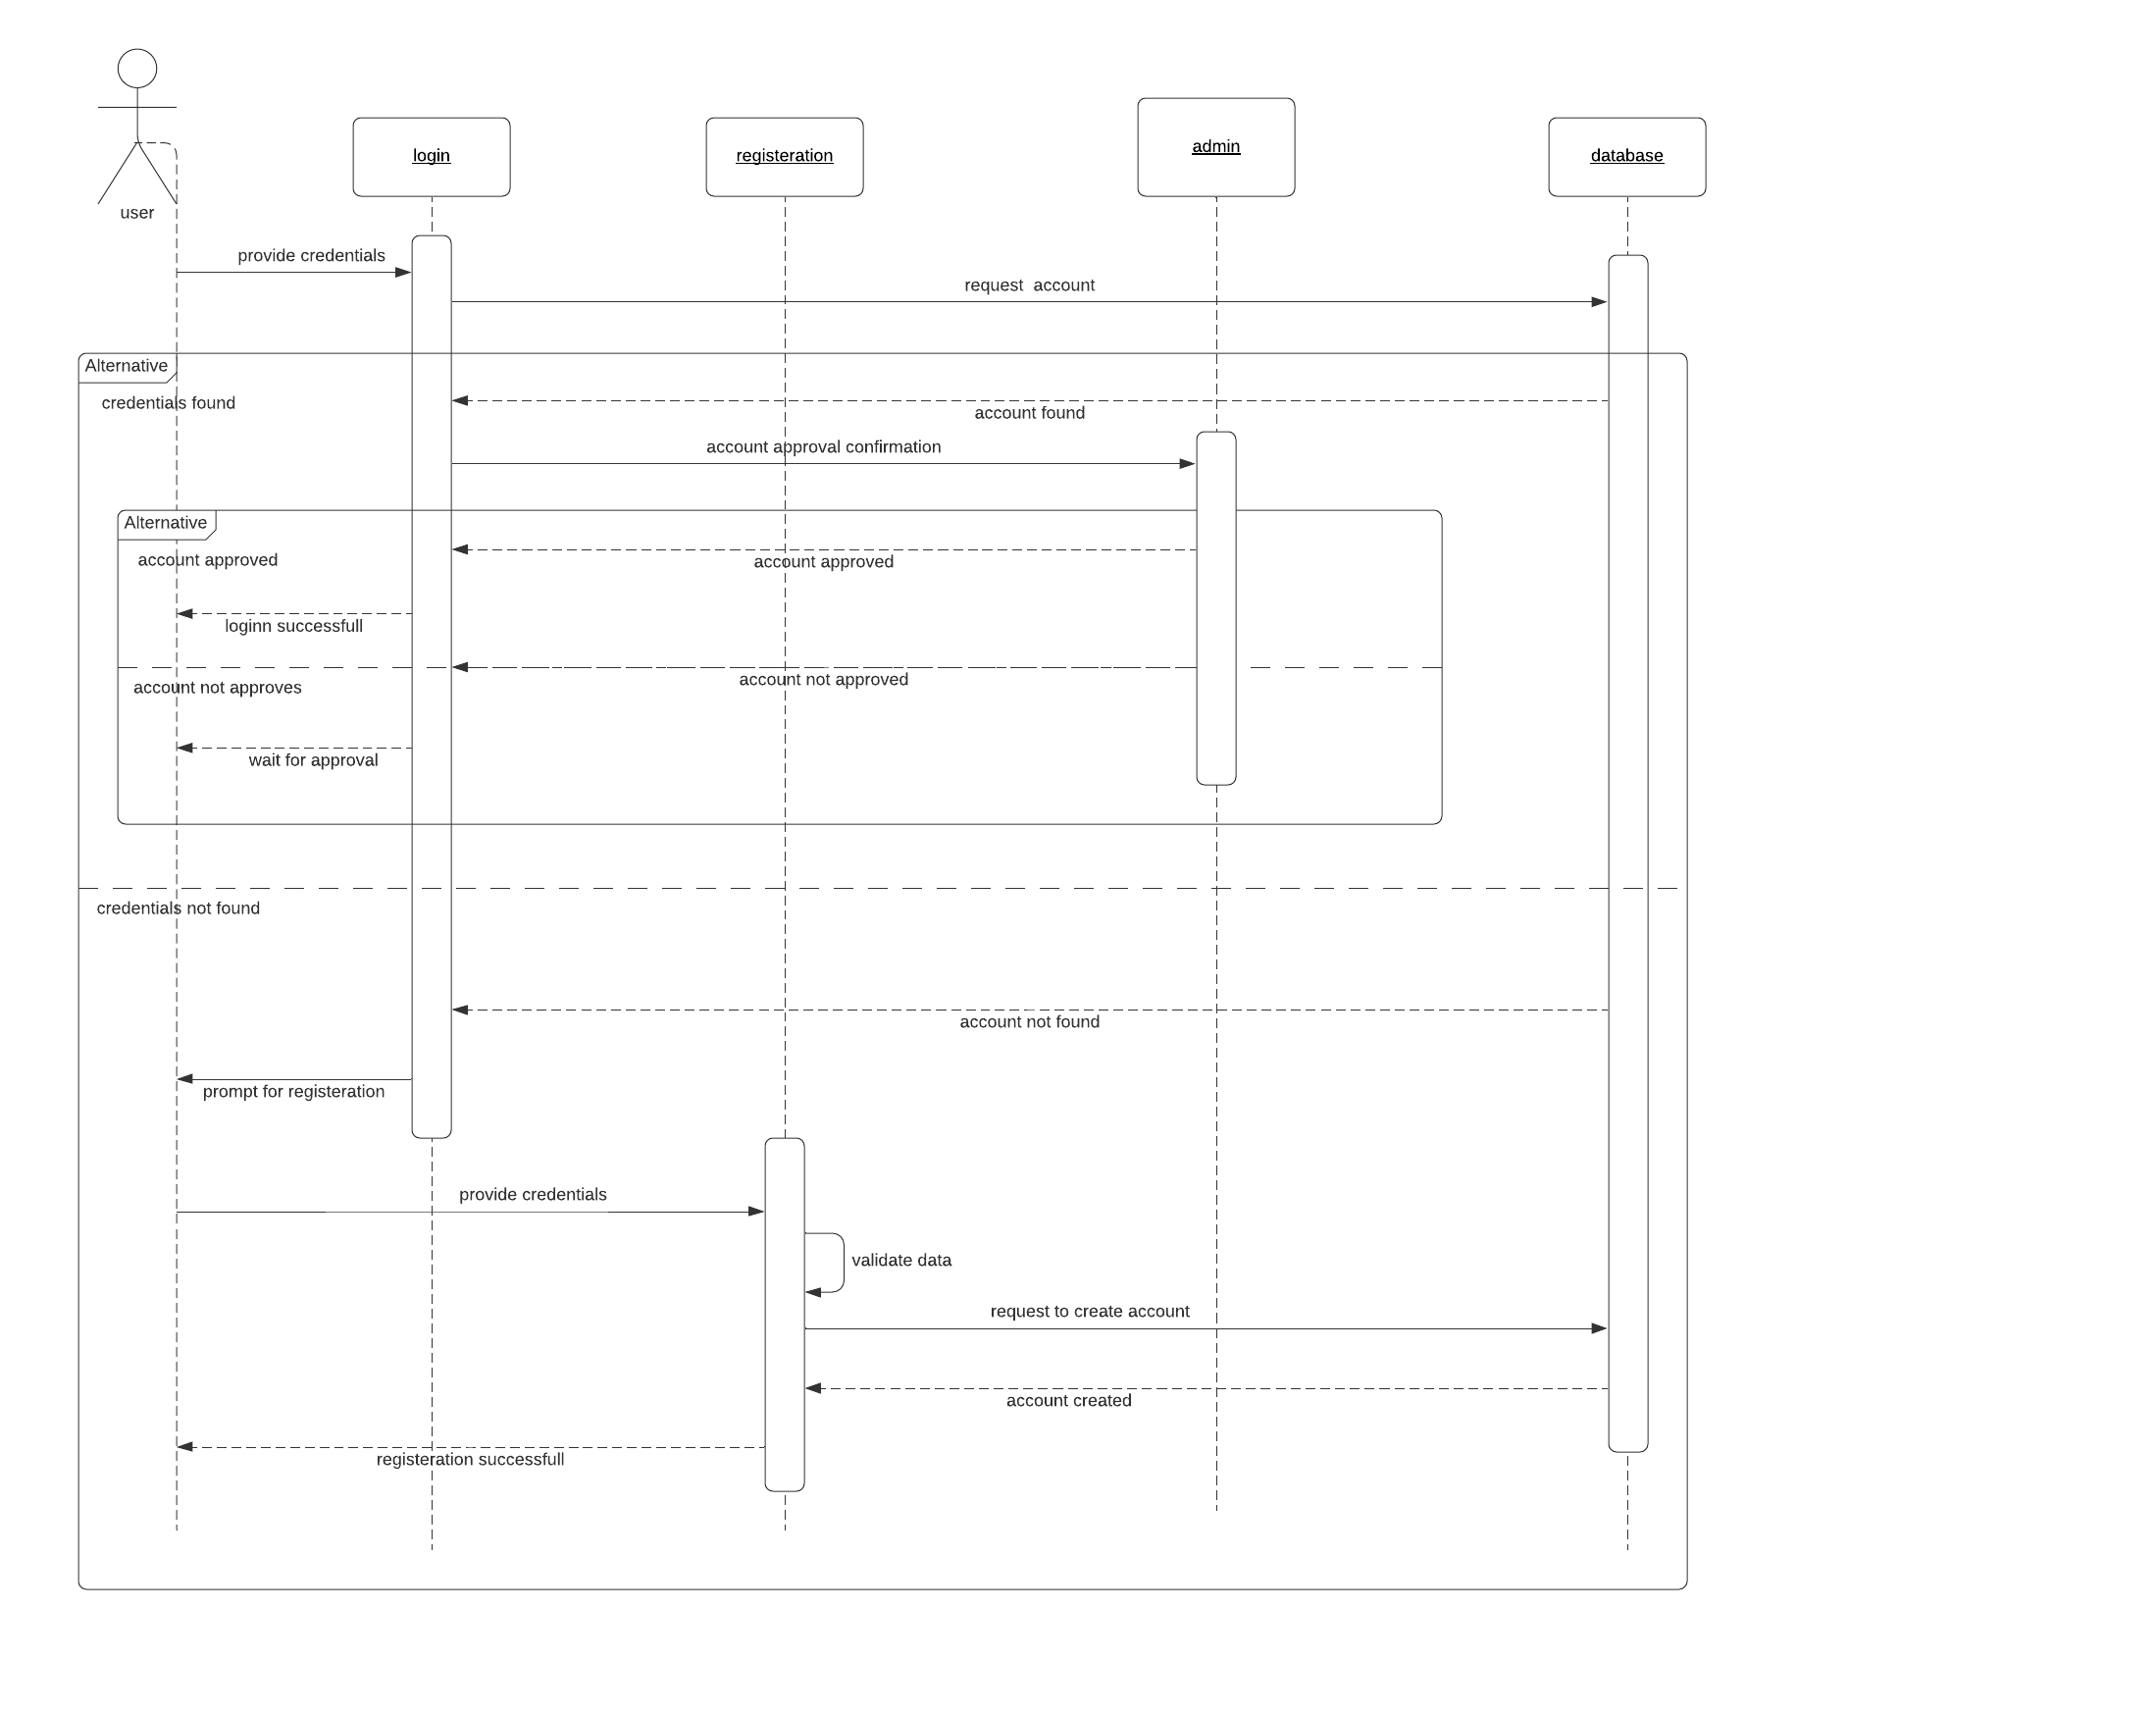 user
login
registeration
admin
database
provide credentials
request  account
Alternative
credentials found
account found
account approval confirmation
Alternative
account approved
account approved
loginn successfull
account not approves
account not approved
wait for approval
credentials not found
account not found
prompt for registeration
provide credentials
validate data
request to create account
account created
registeration successfull